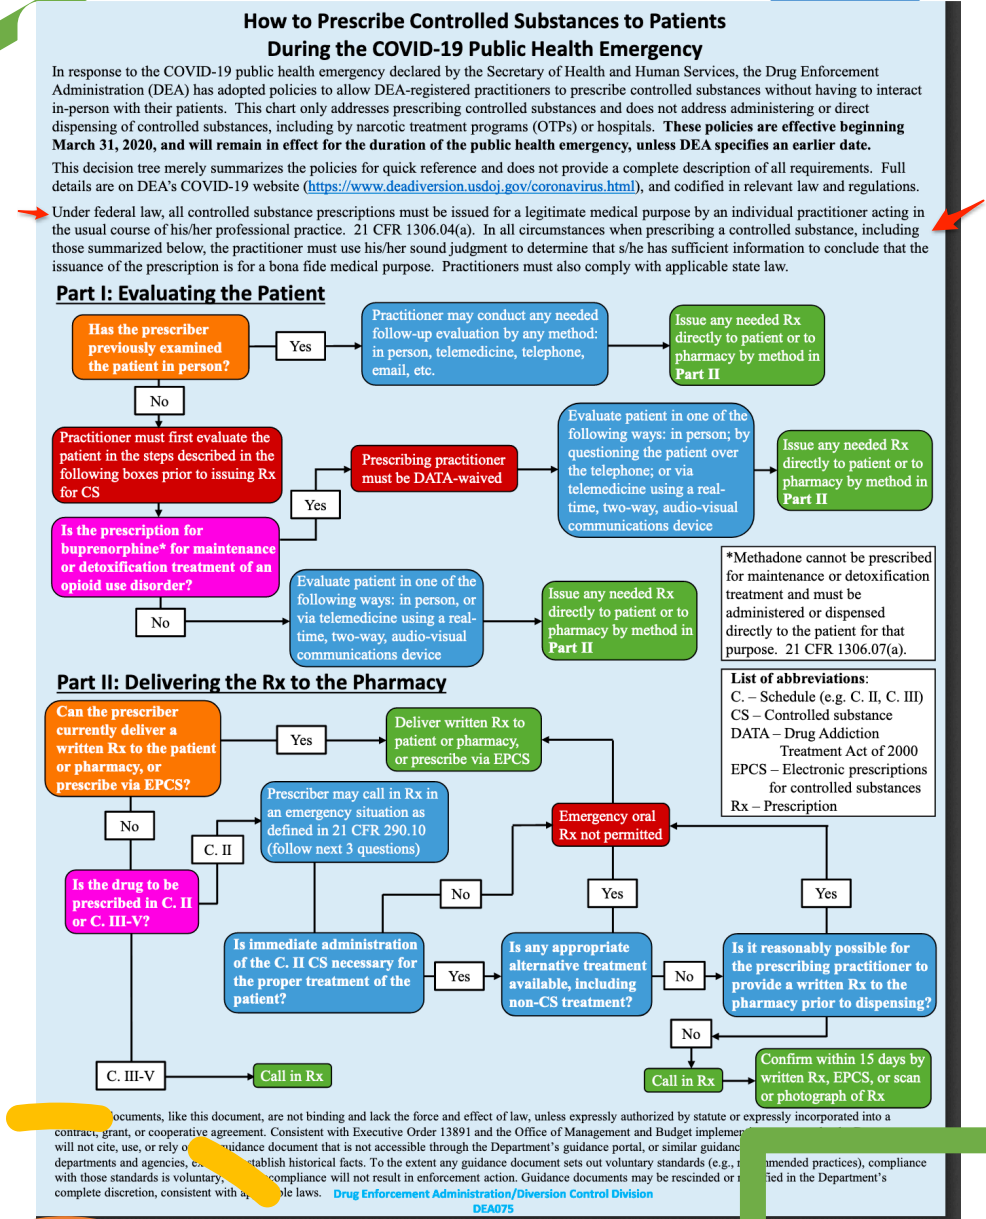 How to Prescribe Controlled Substances to Patients
During the COVID-19 Public Health Emergency
In response to the COVID-19 public health emergency declared by the Secretary of Health and Human Services, the Drug Enforcement
Administration (DEA) has adopted policies to allow DEA-registered practitioners to prescribe controlled substances without having to interact
in-person with their patients. This chart only addresses prescribing controlled substances and does not address administering or direct
dispensing of controlled substances, including by narcotic treatment programs (OTPs) or hospitals. These policies are effective beginning
March 31, 2020, and will remain in effect for the duration of the public health emergency, unless DEA specifies an earlier date.
This decision tree merely summarizes the policies for quick reference and does not provide a complete description of all requirements. Full
details are on DEA's COVID-19 website (https://www.deadiversion.usdoj.gov/coronavirus.html), and codified in relevant law and regulations.
Under federal law, all controlled substance prescriptions must be issued for a legitimate medical purpose by an individual practitioner acting in
the usual course of his/her professional practice. 21 CFR 1306.04(a). In all circumstances when prescribing a controlled substance, including
those summarized below, the practitioner must use his/her sound judgment to determine that s/he has sufficient information to conclude that the
issuance of the prescription is for a bona fide medical purpose. Practitioners must also comply with applicable state law.
Part I: Evaluating the Patient
Has the prescriber
previously examined
the patient in person?
Yes
Practitioner may conduct any needed
follow-up evaluation by any method:
in person, telemedicine, telephone,
email, etc.
Issue any needed Rx
directly to patient or to
pharmacy by method in
Part II
No
Practitioner must first evaluate the
patient in the steps described in the
following boxes prior to issuing Rx
for CS
Prescribing practitioner
must be DATA-waived
Evaluate patient in one of the
following ways: in person; by
questioning the patient over
the telephone; or via
telemedicine using a real-
time, two-way, audio-visual
communications device
Issue any needed Rx
directly to patient or to
pharmacy by method in
Part II
Yes
Is the prescription for
buprenorphine* for maintenance
or detoxification treatment of an
opioid use disorder?
No
Evaluate patient in one of the
following ways: in person, or
via telemedicine using a real-
time, two-way, audio-visual
communications device
Issue any needed Rx
directly to patient or to
pharmacy by method in
Part II
*Methadone cannot be prescribed
for maintenance or detoxification
treatment and must be
administered or dispensed
directly to the patient for that
purpose. 21 CFR 1306.07(a).
Part II: Delivering the Rx to the Pharmacy
List of abbreviations:
C. – Schedule (e.g. C. II, C. III)
CS – Controlled substance
DATA – Drug Addiction
Treatment Act of 2000
EPCS – Electronic prescriptions
for controlled substances
Rx – Prescription
Can the prescriber
currently deliver a
written Rx to the patient
or pharmacy, or
prescribe via EPCS?
Yes
Deliver written Rx to
patient or pharmacy,
or prescribe via EPCS
No
C. II
Prescriber may call in Rx in
an emergency situation as
defined in 21 CFR 290.10
(follow next 3 questions)
Emergency oral
Rx not permitted
Is the drug to be
prescribed in C. II
or C. III-V?
No
Yes
Yes
Is immediate administration
of the C. II CS necessary for
the proper treatment of the
patient?
Yes
Is any appropriate
alternative treatment
available, including
non-CS treatment?
No
Is it reasonably possible for
the prescribing practitioner to
provide a written Rx to the
pharmacy prior to dispensing?
No
C. III-V
Call in Rx
Call in Rx
Confirm within 15 days by
written Rx, EPCS, or scan
or photograph of Rx
documents, like this document, are not binding and lack the force and effect of law, unless expressly authorized by statute or expressly incorporated into a
contract, grant, or cooperative agreement. Consistent with Executive Order 13891 and the Office of Management and Budget
will not cite, use, or rely guidance document that is not accessible through the Department's guidance portal, or similar
departments and agencies, establish historical facts. To the extent any guidance document sets out voluntary standards (e.g., practices), compliance
with those standards is voluntary, will not result in enforcement action. Guidance documents may be rescinded or in the Department's
complete discretion, consistent with laws. Drug Enforcement Administration/Diversion Control Division
DEA075